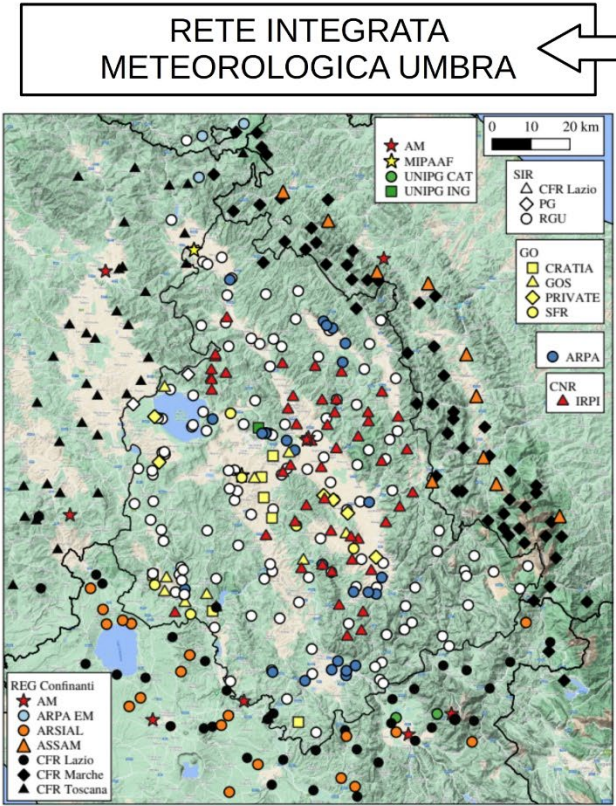 RETE INTEGRATA
METEOROLOGICA UMBRA
0 10 20 km
AM
MIPAAF
UNIPG CAT
UNIPG ING
SIR
CFR Lazio
PG
RGU
GO
CRATIA
GOS
PRIVATE
SFR
ARPA
CNR
IRPI
REG Confinanti
AM
ARPA EM
ARSIAL
ASSAM
CFR Lazio
CFR Marche
CFR Toscana